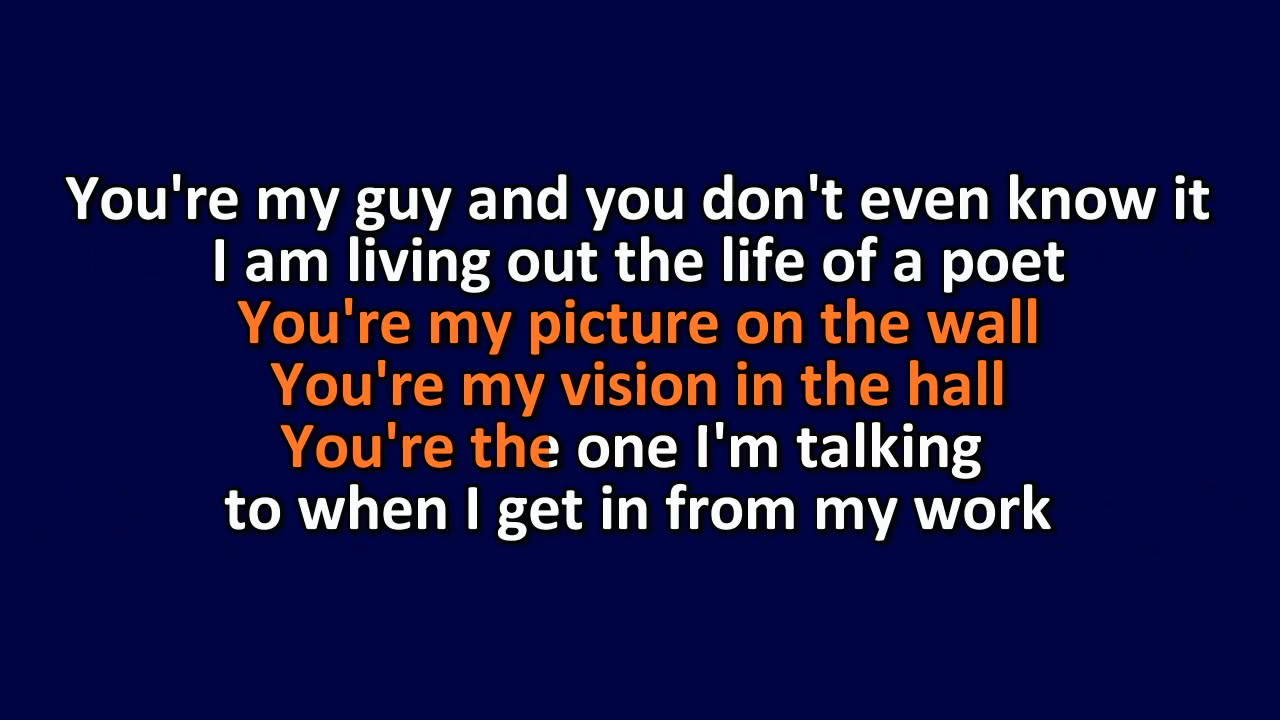 You're my guy and you don't even know it
I am living out the life of a poet
You're my picture on the wall
You're my vision in the hall
You're the one I'm talking
to when I get in from my work